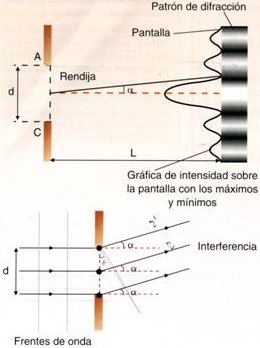 Patrón de difracción
Pantalla
A
Rendija
d
α
C
L
Gráfica de intensidad sobre
la pantalla con los máximos
y mínimos
α
Interferencia
d
α
α
Frentes de onda